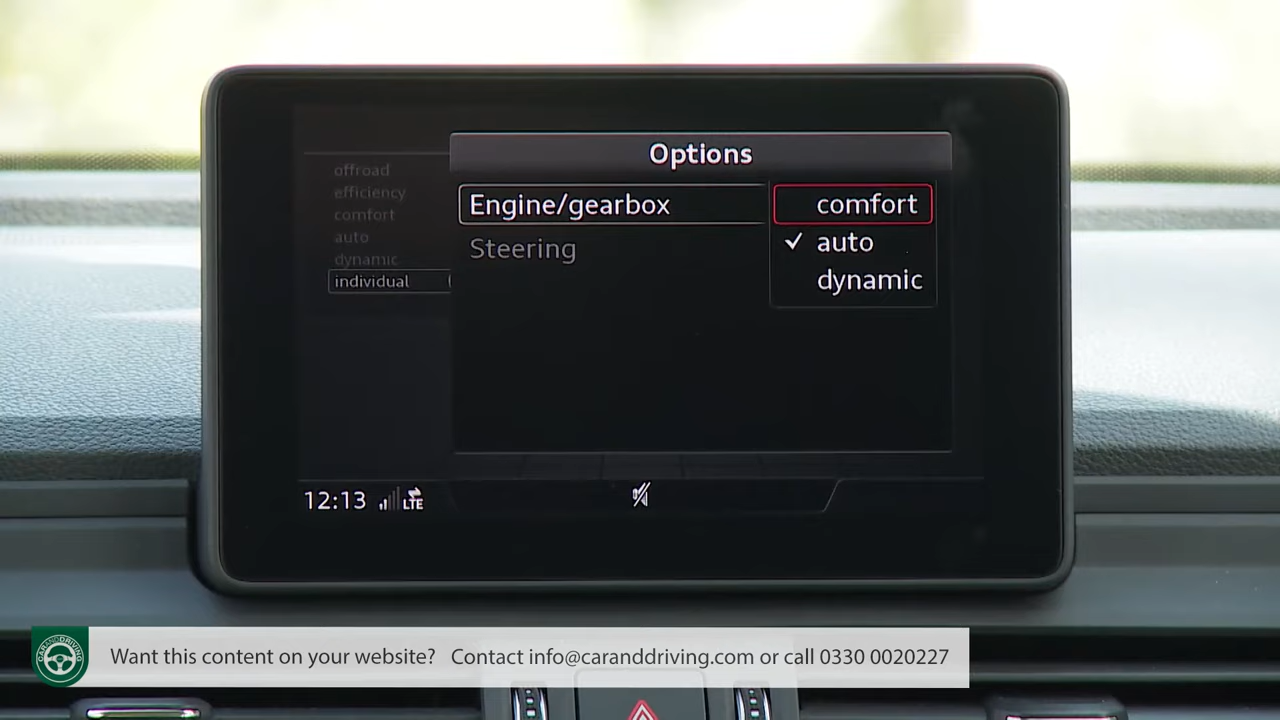 Options
offroad
efficiency
comfort
auto
dynamic
individual
Engine/gearbox
Steering
comfort
auto
dynamic
12:13 LTE
CARANDDRIVING
Want this content on your website? Contact info@caranddriving.com or call 0330 0020227